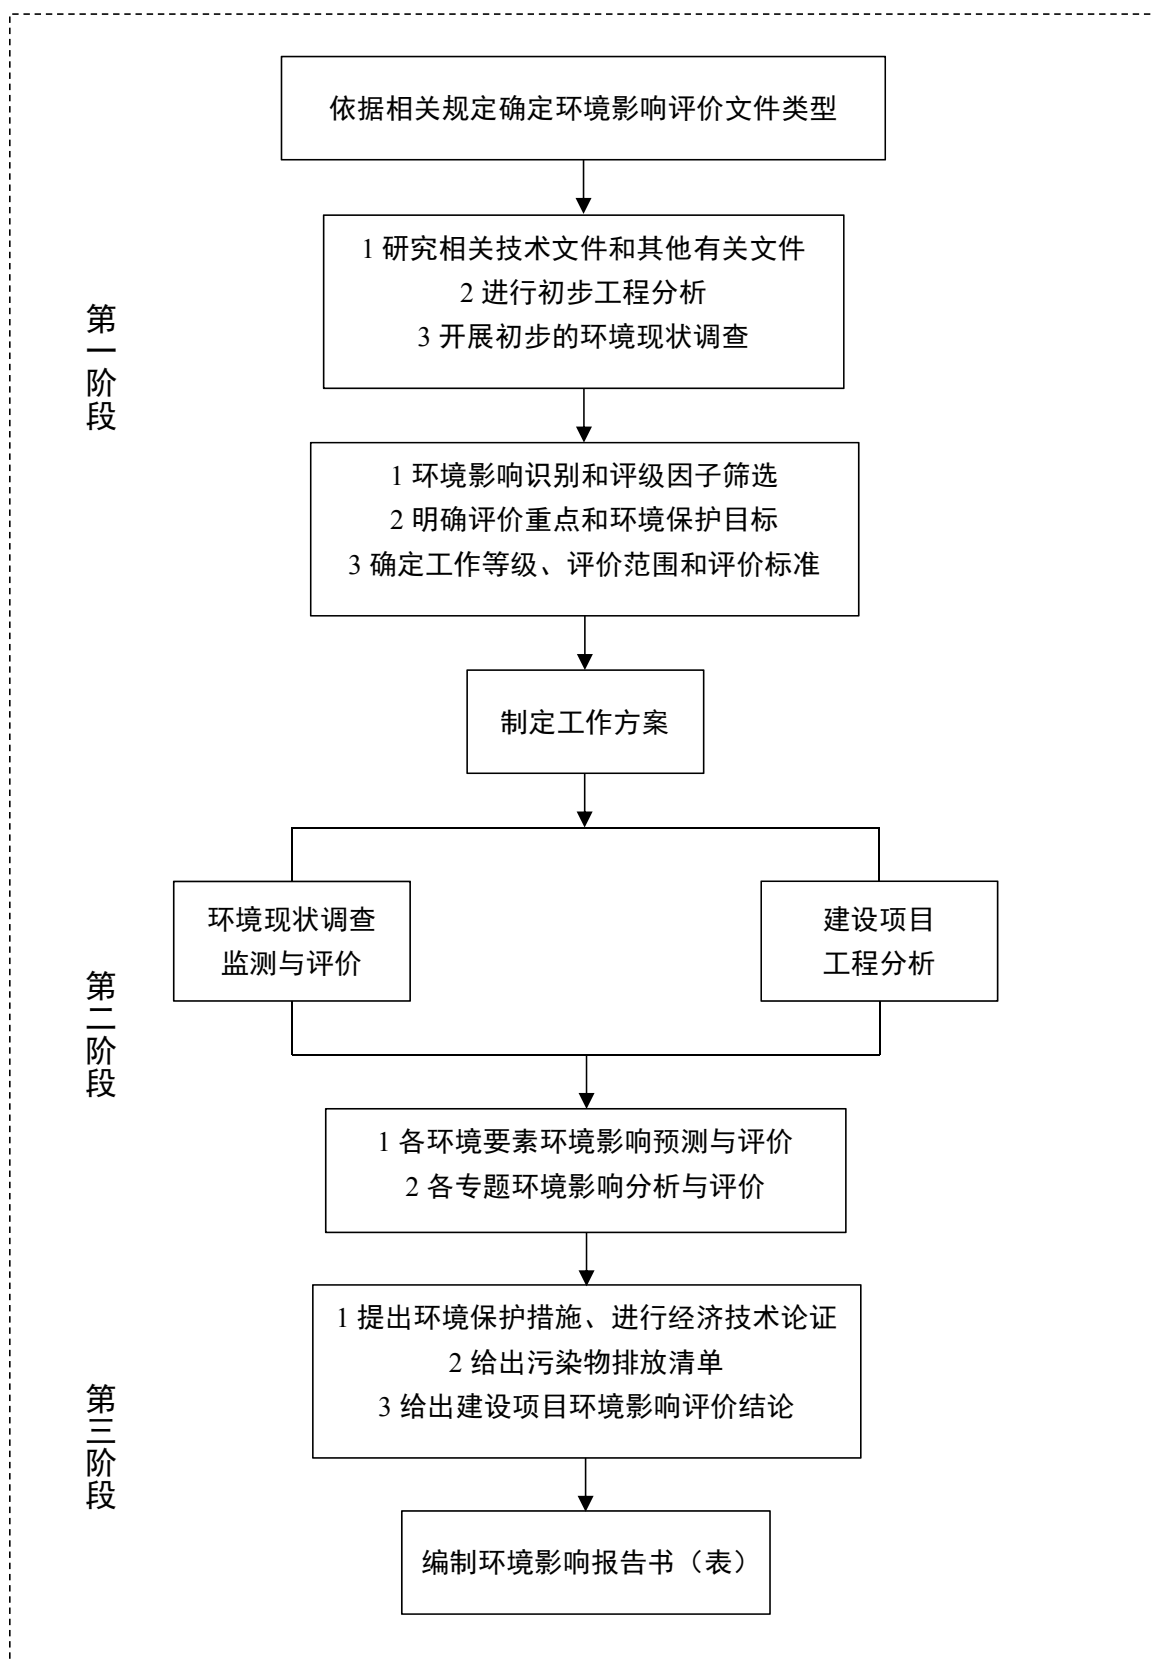 依据相关规定确定环境影响评价文件类型
第一阶段
1 研究相关技术文件和其他有关文件
2 进行初步工程分析
3 开展初步的环境现状调查
1 环境影响识别和评级因子筛选
2 明确评价重点和环境保护目标
3 确定工作等级、评价范围和评价标准
制定工作方案
第二阶段
环境现状调查
监测与评价
建设项目
工程分析
1 各环境要素环境影响预测与评价
2 各专题环境影响分析与评价
第三阶段
1 提出环境保护措施、进行经济技术论证
2 给出污染物排放清单
3 给出建设项目环境影响评价结论
编制环境影响报告书（表）